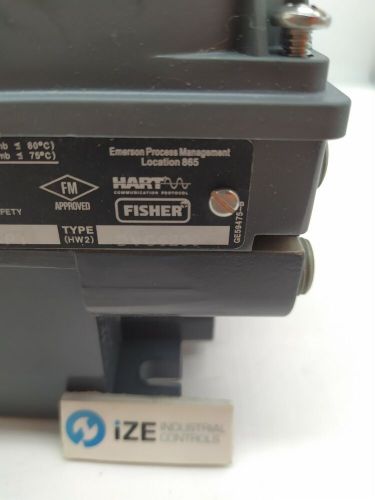 mb ≤ 60°C)
mb ≤ 75°C)
Emerson Process Management
Location 865
FM
APPROVED
HART
COMMUNICATION PROTOCOL
FISHER
FETY
TYPE
(HW2)
GE59475-B
iZE INDUSTRIAL
CONTROLS